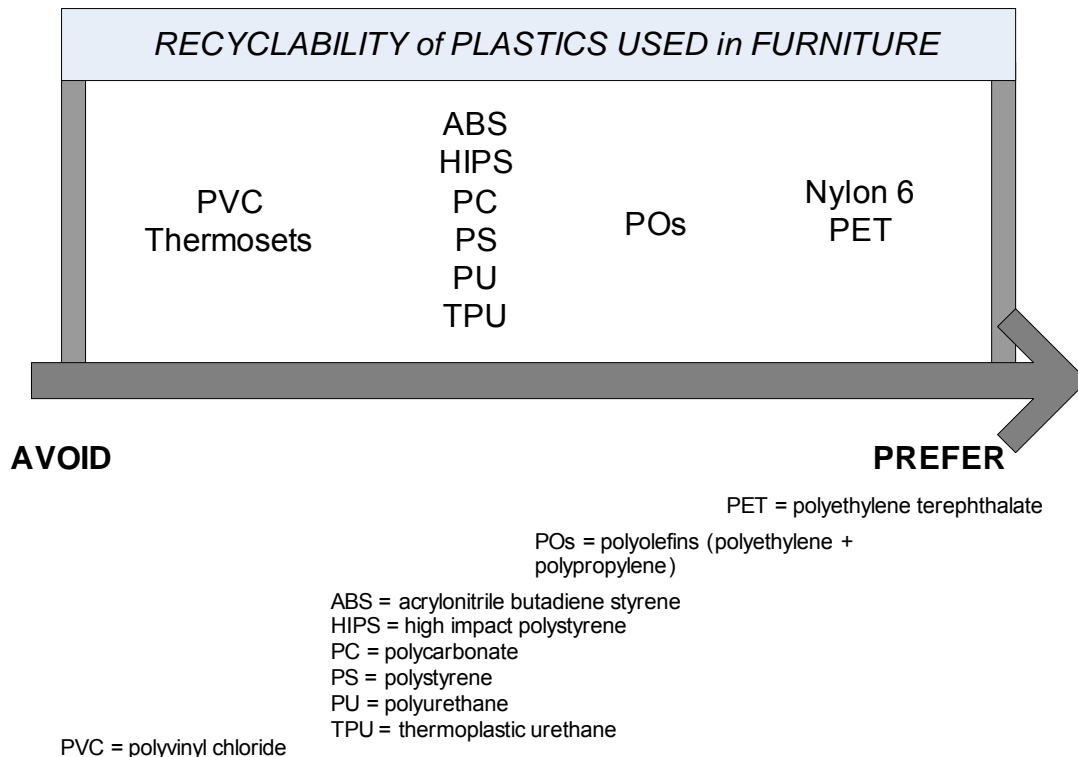 RECYCLABILITY of PLASTICS USED in FURNITURE
PVC
Thermosets
ABS
HIPS
PC
PS
PU
TPU
POs
Nylon 6
PET
AVOID
PREFER
PET = polyethylene terephthalate
POs = polyolefins (polyethylene +
polypropylene)
ABS = acrylonitrile butadiene styrene
HIPS = high impact polystyrene
PC = polycarbonate
PS = polystyrene
PU = polyurethane
TPU = thermoplastic urethane
PVC = polyvinyl chloride